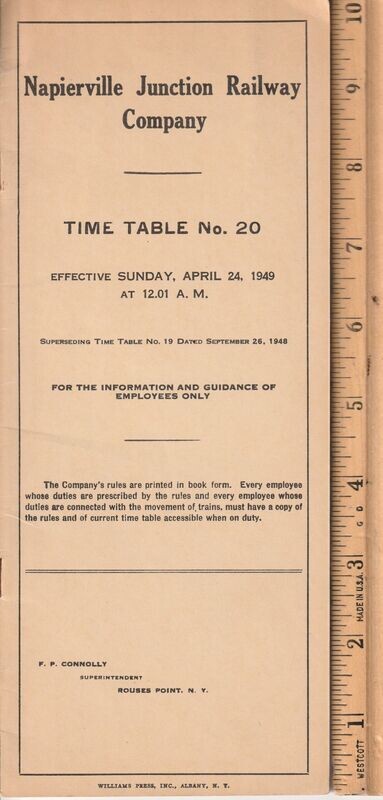 Napierville Junction Railway
Company
TIME TABLE No. 20
EFFECTIVE SUNDAY, APRIL 24, 1949
AT 12.01 A. M.
SUPERSEDING TIME TABLE NO. 19 DATED SEPTEMBER 26, 1948
FOR THE INFORMATION AND GUIDANCE OF
EMPLOYEES ONLY
The Company's rules are printed in book form. Every employee
whose duties are prescribed by the rules and every employee whose
duties are connected with the movement of trains, must have a copy of
the rules and of current time table accessible when on duty.
F. P. CONNOLLY
SUPERINTENDENT
ROUSES POINT, N. Y.
WILLIAMS PRESS, INC., ALBANY, N. Y.
10
9
8
7
6
5
4
3
2
1
G D
MADE IN U.S.A.
WESTCOTT